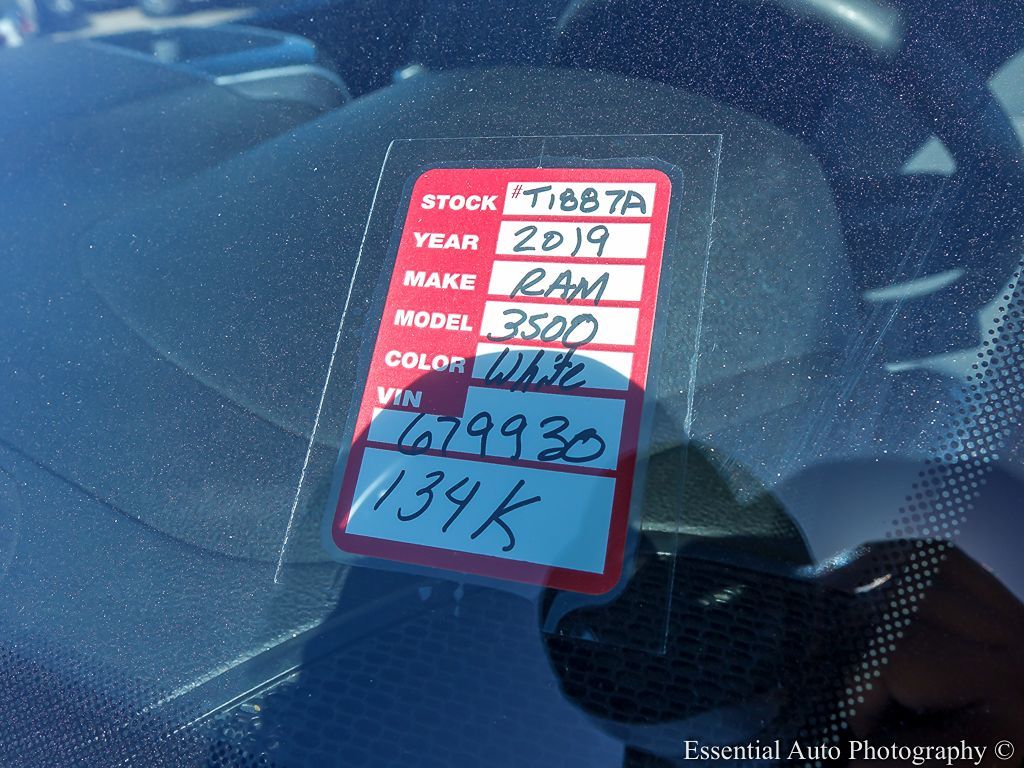 STOCK #T1887A
YEAR 2019
MAKE RAM
MODEL 3500
COLOR White
VIN 679930
134K
Essential Auto Photography ©